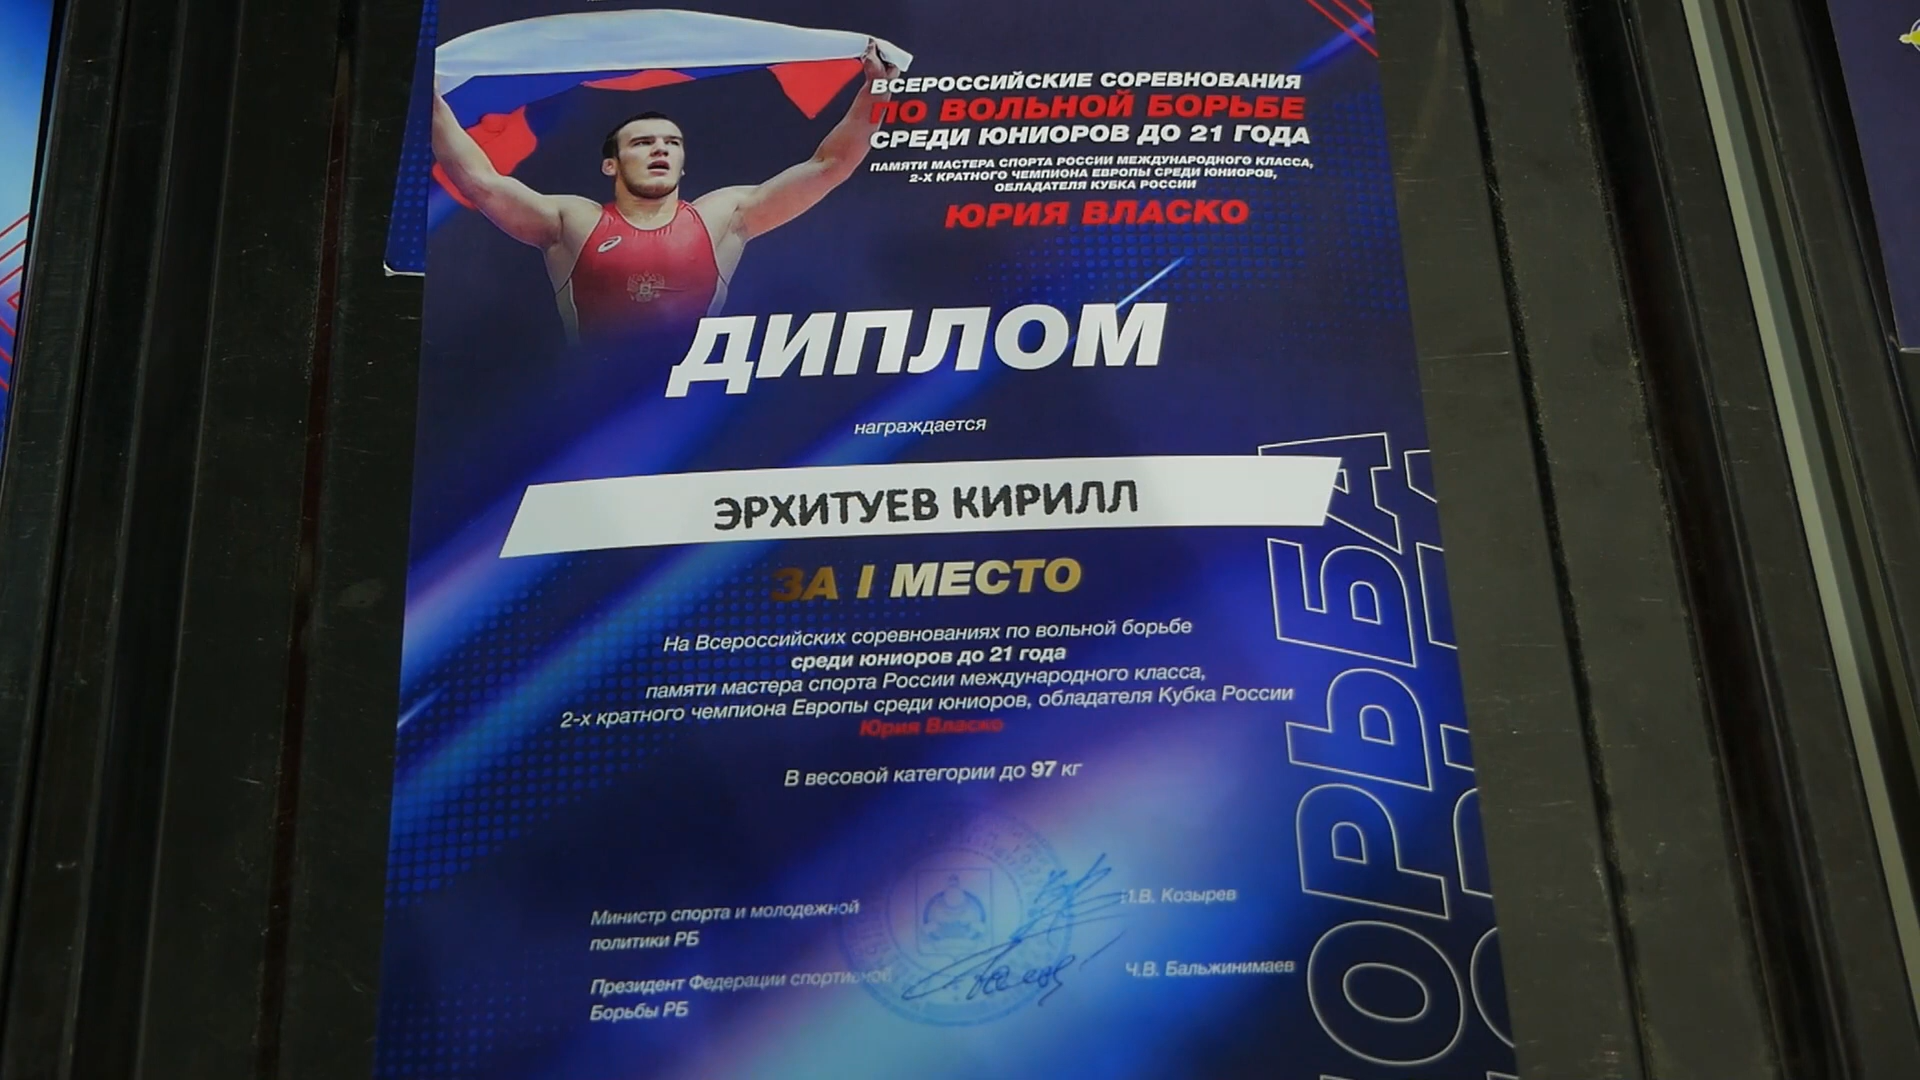 ВСЕРОССИЙСКИЕ СОРЕВНОВАНИЯ
ПО ВОЛЬНОЙ БОРЬБЕ
СРЕДИ ЮНИОРОВ ДО 21 ГОДА
ПАМЯТИ МАСТЕРА СПОРТА РОССИИ МЕЖДУНАРОДНОГО КЛАССА,
2-Х КРАТНОГО ЧЕМПИОНА ЕВРОПЫ СРЕДИ ЮНИОРОВ,
ОБЛАДАТЕЛЯ КУБКА РОССИИ
ЮРИЯ ВЛАСКО
ДИПЛОМ
награждается
ЭРХИТУЕВ КИРИЛЛ
ЗА I МЕСТО
На Всероссийских соревнованиях по вольной борьбе
среди юниоров до 21 года
памяти мастера спорта России международного класса,
2-х кратного чемпиона Европы среди юниоров, обладателя Кубка России
Юрия Власко
В весовой категории до 97 кг
Министр спорта и молодежной
политики РБ
Козырев
Президент Федерации спортивной
Борьбы РБ
Ч.В. Бальжинимаев
ОРЬБА